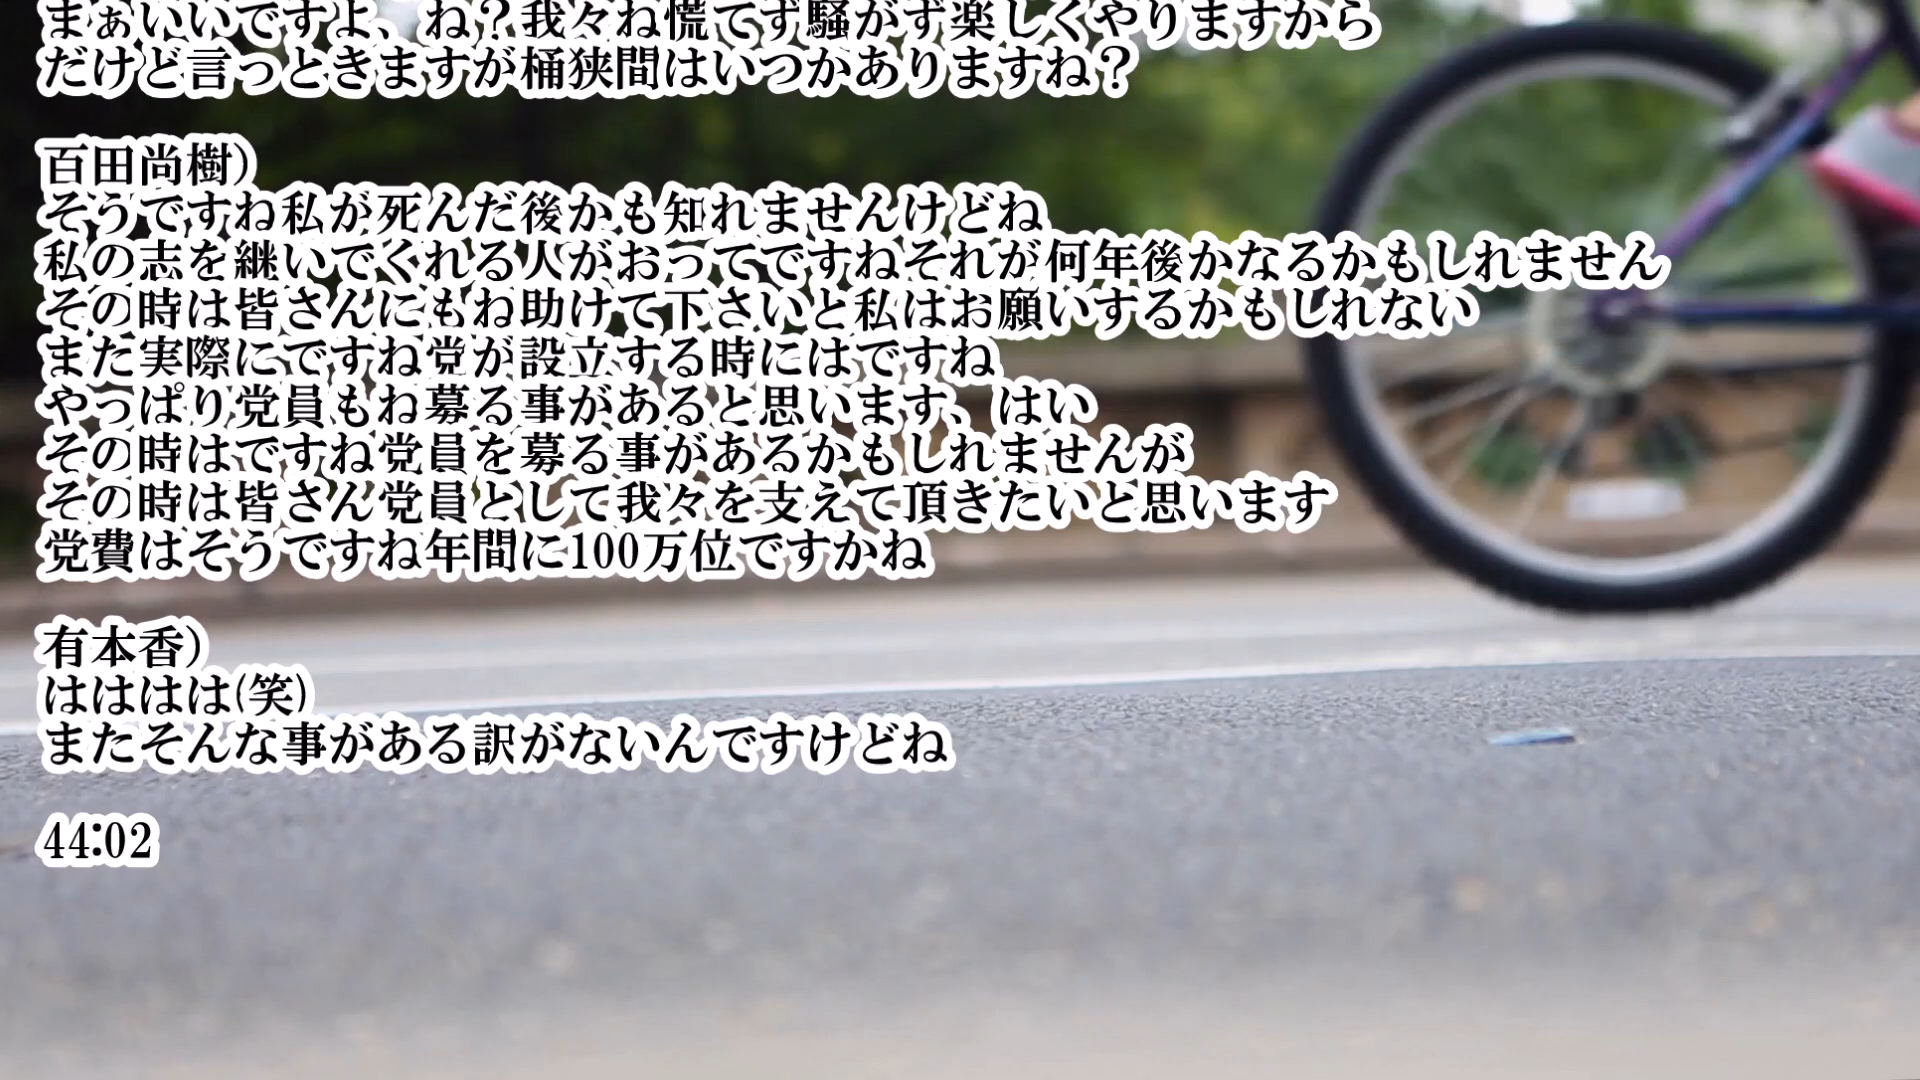 まぁいいですよ、ね？我々ね慌てず騒がず楽しくやりますから
だけど言っときますが桶狭間はいつかありますね？
百田尚樹）
そうですね私が死んだ後かも知れませんけどね
私の志を継いでくれる人がおってですねそれが何年後かなるかもしれません
その時は皆さんにもね助けて下さいと私はお願いするかもしれない
また実際にですね党が設立する時にはですね
やっぱり党員もね募る事があると思います、はい
その時はですね党員を募る事があるかもしれませんが
その時は皆さん党員として我々を支えて頂きたいと思います
党費はそうですね年間に100万位ですかね
有本香）
はははは(笑)
またそんな事がある訳がないんですけどね
44:02